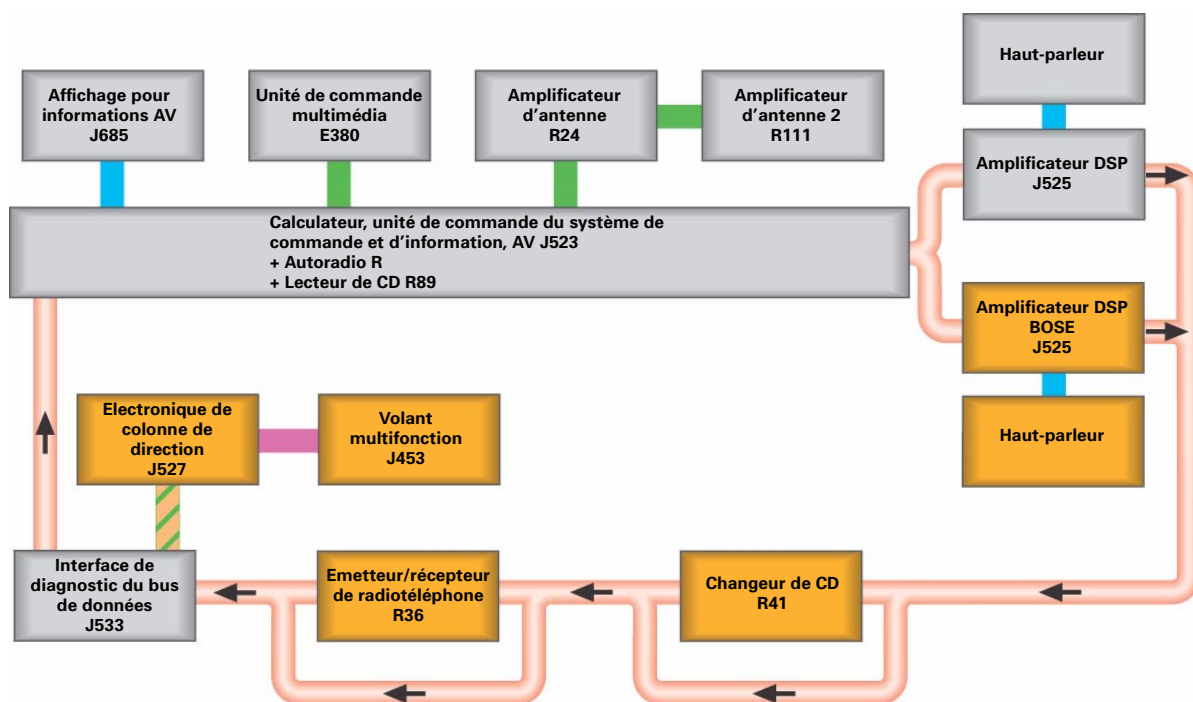 Affichage pour
informations AV
J685
Unité de commande
multimédia
E380
Amplificateur
d'antenne
R24
Amplificateur
d'antenne 2
R111
Haut-parleur
Amplificateur DSP
J525
Calculateur, unité de commande du système de
commande et d'information, AV J523
+ Autoradio R
+ Lecteur de CD R89
Amplificateur DSP
BOSE
J525
Haut-parleur
Electronique de
colonne de
direction
J527
Volant
multifonction
J453
Interface de
diagnostic du bus
de données
J533
Emetteur/récepteur
de radiotéléphone
R36
Changeur de CD
R41